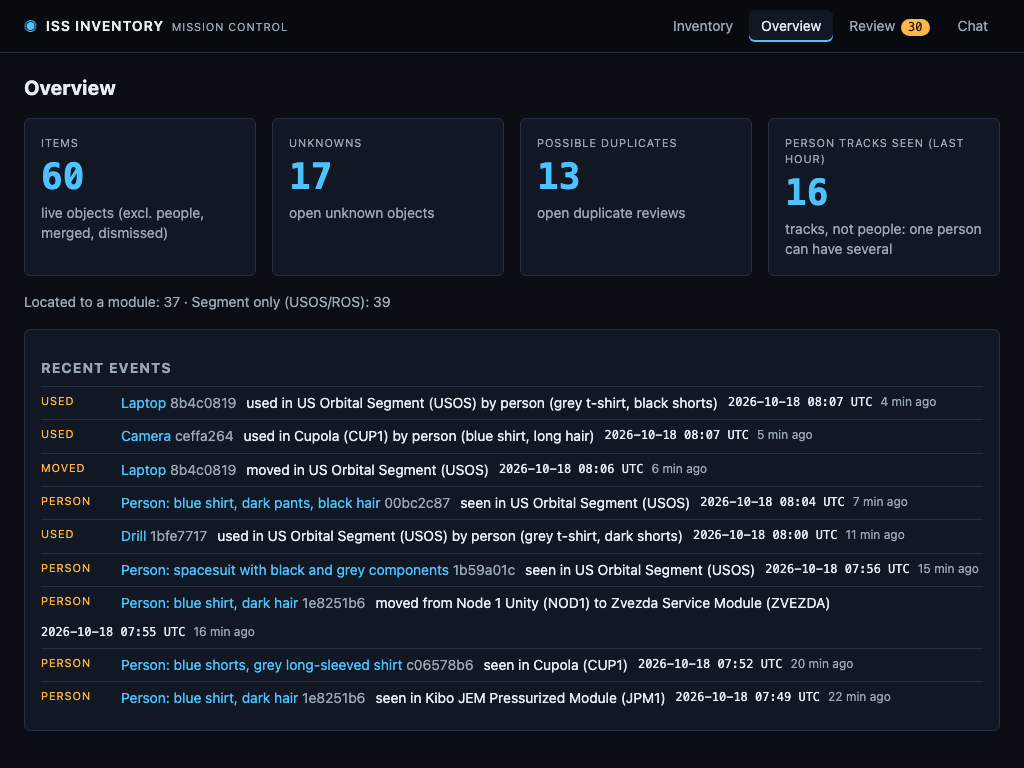 ISS INVENTORY MISSION CONTROL
Inventory Overview Review 30 Chat
Overview
ITEMS
60
live objects (excl. people,
merged, dismissed)
UNKNOWNS
17
open unknown objects
POSSIBLE DUPLICATES
13
open duplicate reviews
PERSON TRACKS SEEN (LAST
HOUR)
16
tracks, not people: one person
can have several
Located to a module: 37 · Segment only (USOS/ROS): 39
RECENT EVENTS
USED Laptop 8b4c0819 used in US Orbital Segment (USOS) by person (grey t-shirt, black shorts) 2026-10-18 08:07 UTC 4 min ago
USED Camera ceffa264 used in Cupola (CUP1) by person (blue shirt, long hair) 2026-10-18 08:07 UTC 5 min ago
MOVED Laptop 8b4c0819 moved in US Orbital Segment (USOS) 2026-10-18 08:06 UTC 6 min ago
PERSON Person: blue shirt, dark pants, black hair 00bc2c87 seen in US Orbital Segment (USOS) 2026-10-18 08:04 UTC 7 min ago
USED Drill 1bfe7717 used in US Orbital Segment (USOS) by person (grey t-shirt, dark shorts) 2026-10-18 08:00 UTC 11 min ago
PERSON Person: spacesuit with black and grey components 1b59a01c seen in US Orbital Segment (USOS) 2026-10-18 07:56 UTC 15 min ago
PERSON Person: blue shirt, dark hair 1e8251b6 moved from Node 1 Unity (NOD1) to Zvezda Service Module (ZVEZDA)
2026-10-18 07:55 UTC 16 min ago
PERSON Person: blue shorts, grey long-sleeved shirt c06578b6 seen in Cupola (CUP1) 2026-10-18 07:52 UTC 20 min ago
PERSON Person: blue shirt, dark hair 1e8251b6 seen in Kibo JEM Pressurized Module (JPM1) 2026-10-18 07:49 UTC 22 min ago